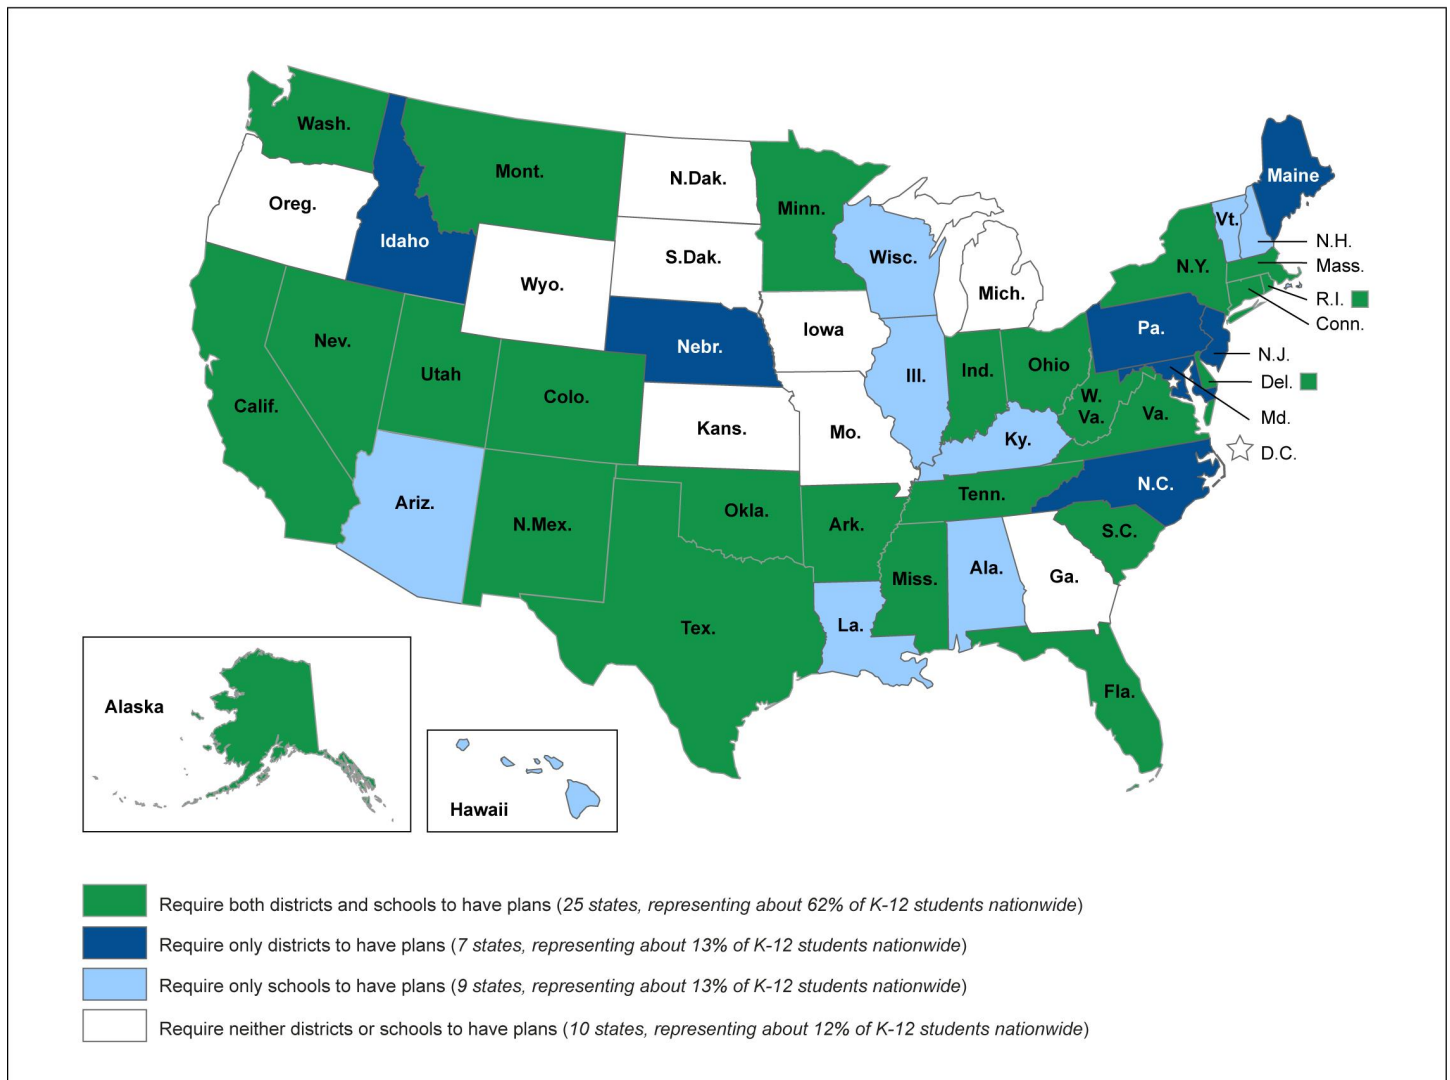 Wash.
Mont.
N.Dak.
Minn.
Maine
Oreg.
Idaho
S.Dak.
Wisc.
Vt.
N.H.
Wyo.
Mich.
N.Y.
Mass.
R.I.
Conn.
Nev.
Nebr.
Iowa
Pa.
N.J.
Utah
Colo.
Ill.
Ind.
Ohio
Del.
Calif.
Kans.
Mo.
Ky.
W.
Va.
Va.
Md.
D.C.
Ariz.
N.Mex.
Okla.
Ark.
Tenn.
N.C.
S.C.
Miss.
Ala.
Ga.
Tex.
La.
Fla.
Alaska
Hawaii
Require both districts and schools to have plans (25 states, representing about 62% of K-12 students nationwide)
Require only districts to have plans (7 states, representing about 13% of K-12 students nationwide)
Require only schools to have plans (9 states, representing about 13% of K-12 students nationwide)
Require neither districts or schools to have plans (10 states, representing about 12% of K-12 students nationwide)